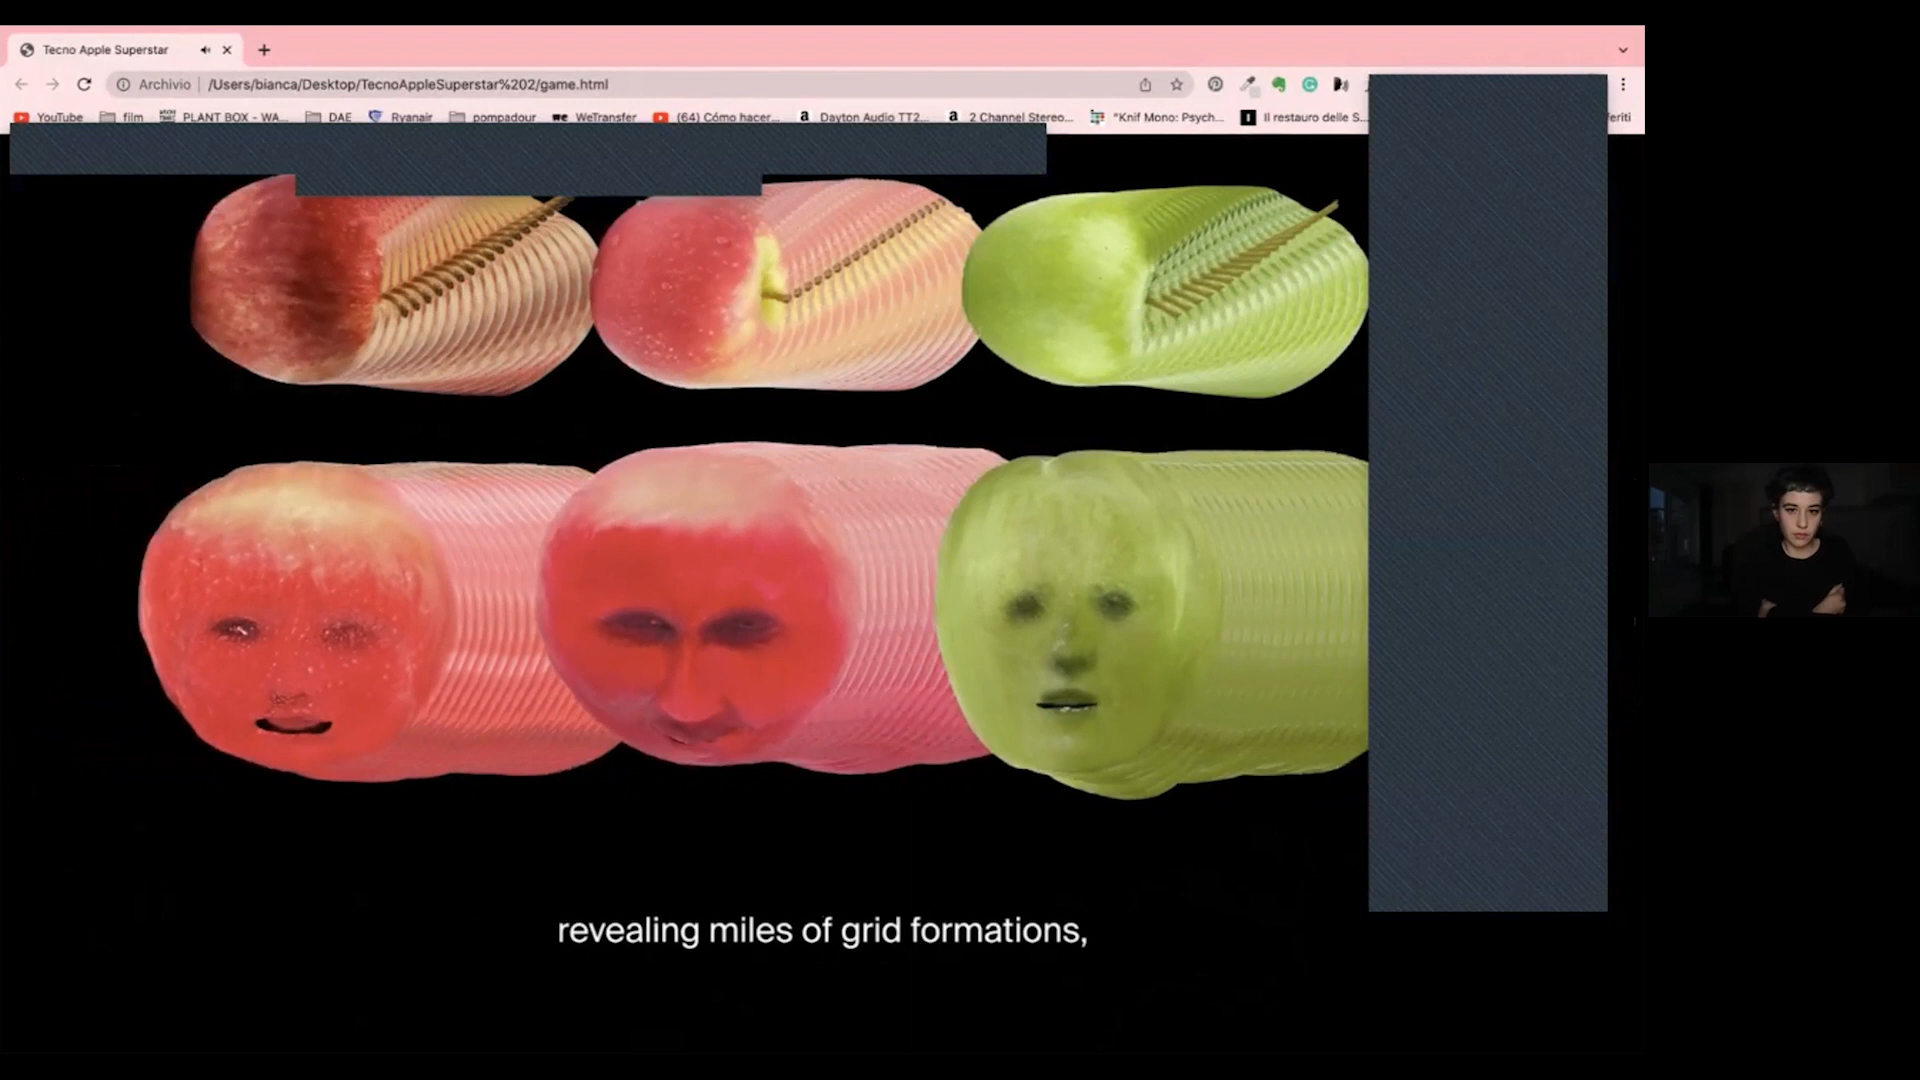 Tecno Apple Superstar
Archivio | /Users/bianca/Desktop/TecnoAppleSuperstar%202/game.html
YouTube film PLANT BOX - WA... DAE Ryanair pompadour we WeTransfer (64) Cómo hacer... a Dayton Audio TT2... a 2 Channel Stereo... "Knif Mono: Psych... I Il restauro delle S... feriti
revealing miles of grid formations,